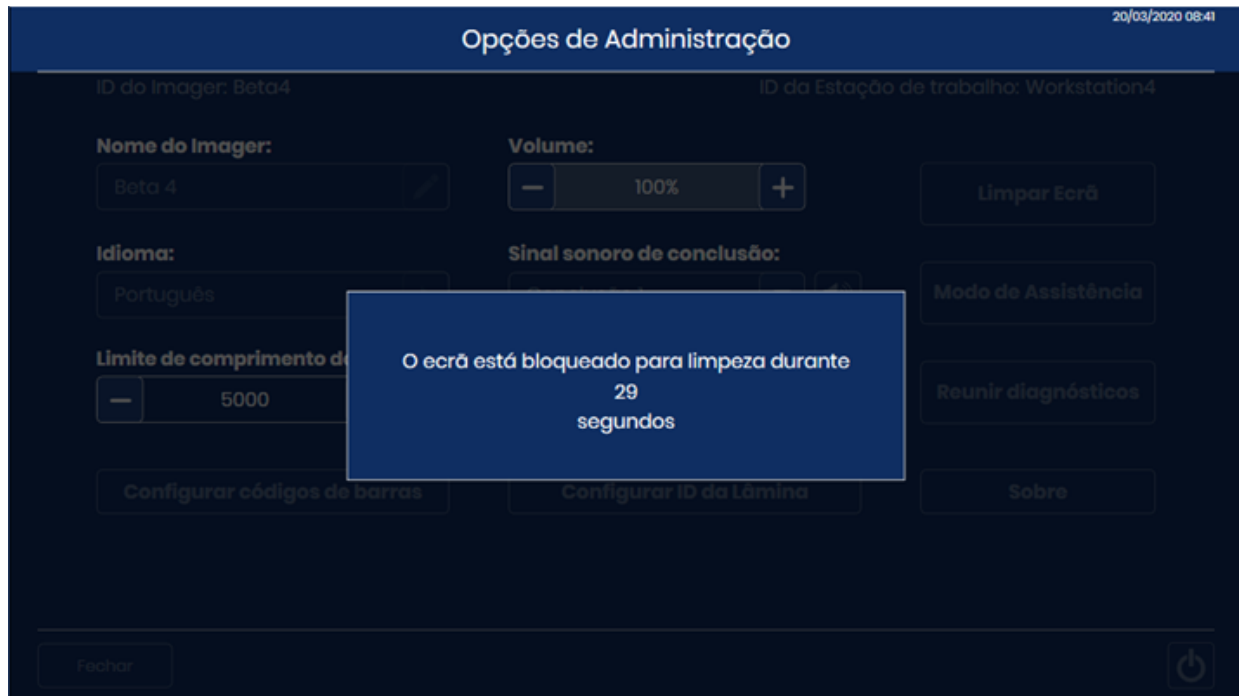 20/03/2020 08:41
Opções de Administração
ID do Imager: Beta4
ID da Estação de trabalho: Workstation4
Nome do Imager:
Volume:
Beta 4
100%
Limpar Ecrã
Idioma:
Sinal sonoro de conclusão:
Português
Modo de Assistência
Limite de comprimento
5000
Reunir diagnósticos
O ecrã está bloqueado para limpeza durante
29
segundos
Configurar códigos de barras
Configurar ID da Lâmina
Sobre
Fechar